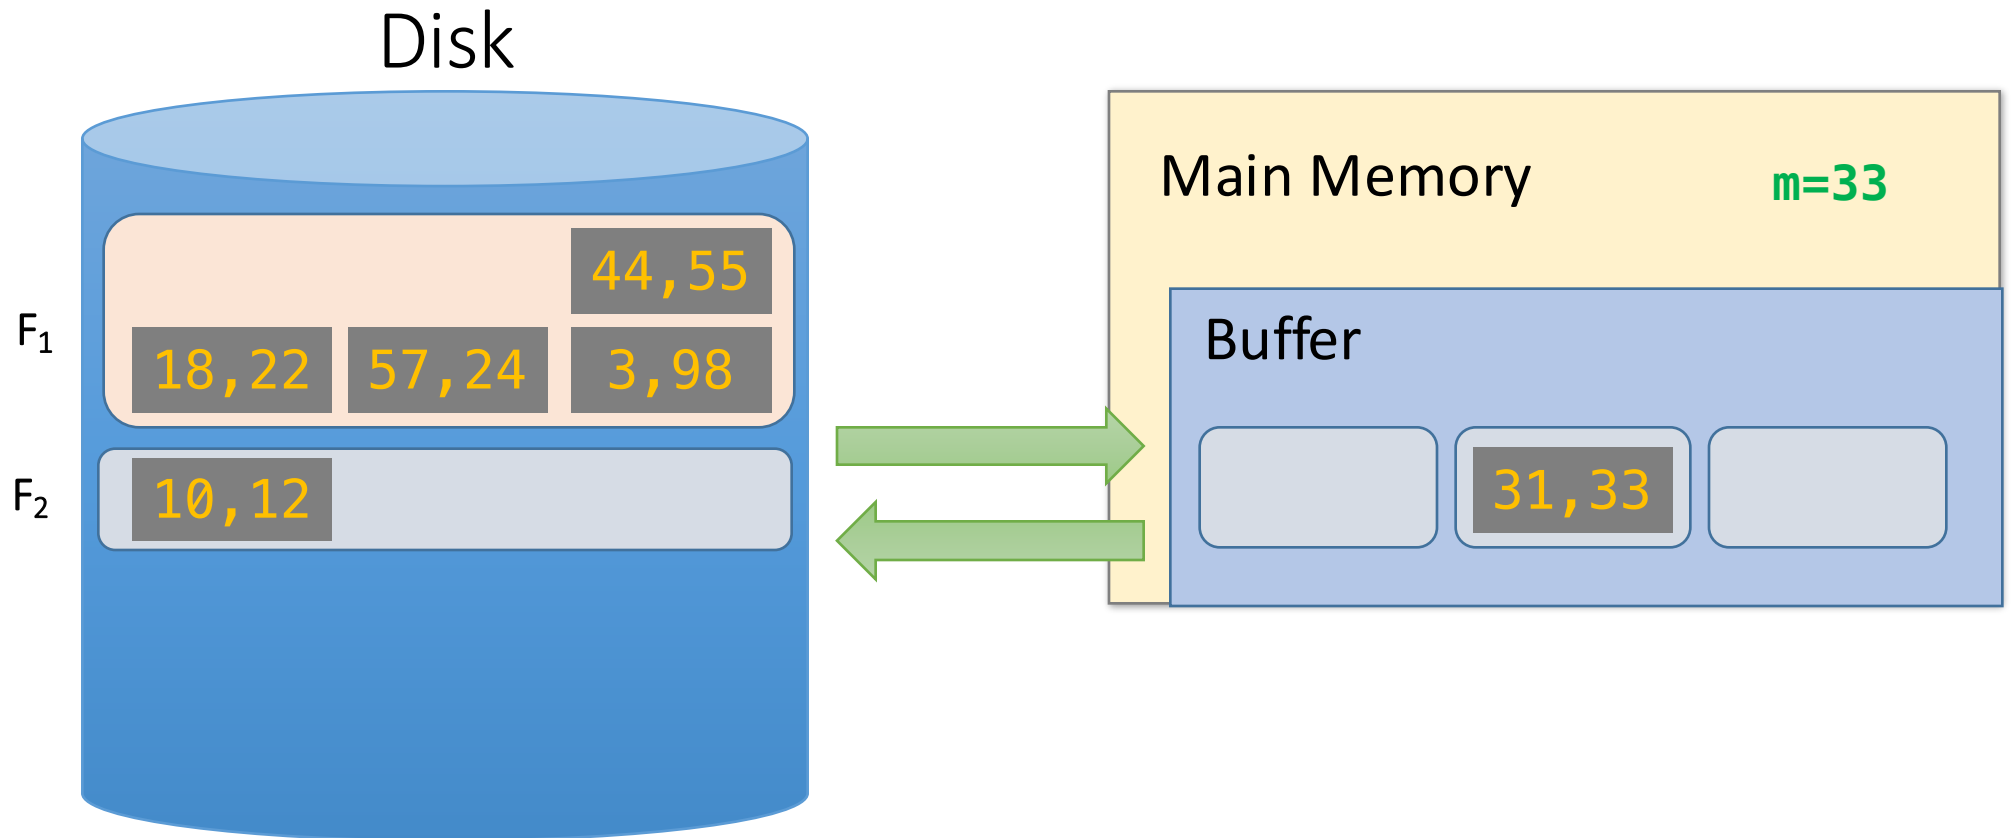 Disk
Main Memory
m=33
44,55
F₁
18,22
57,24
3,98
Buffer
F₂
10,12
31,33